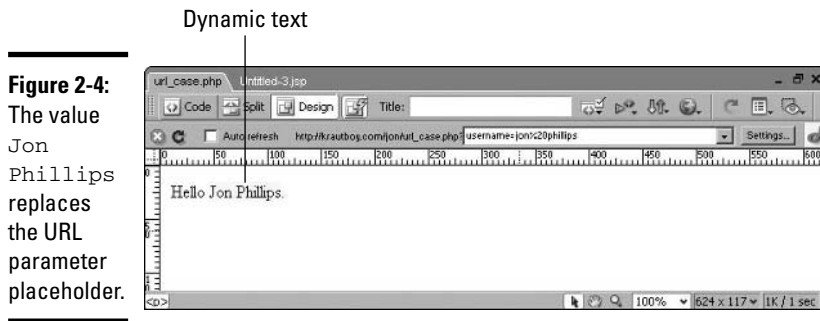 Dynamic text
Figure 2-4:
The value
Jon
Phillips
replaces
the URL
parameter
placeholder.
url_case.php Untitled-3.jsp
Code Split Design Title:
Auto refresh http://krautboy.com/jon/url_case.php? username=jon%20phillips Settings...
0 50 100 150 200 250 300 350 400 450 500 550 600
Hello Jon Phillips.
<p> 100% 624 x 117 1K / 1 sec